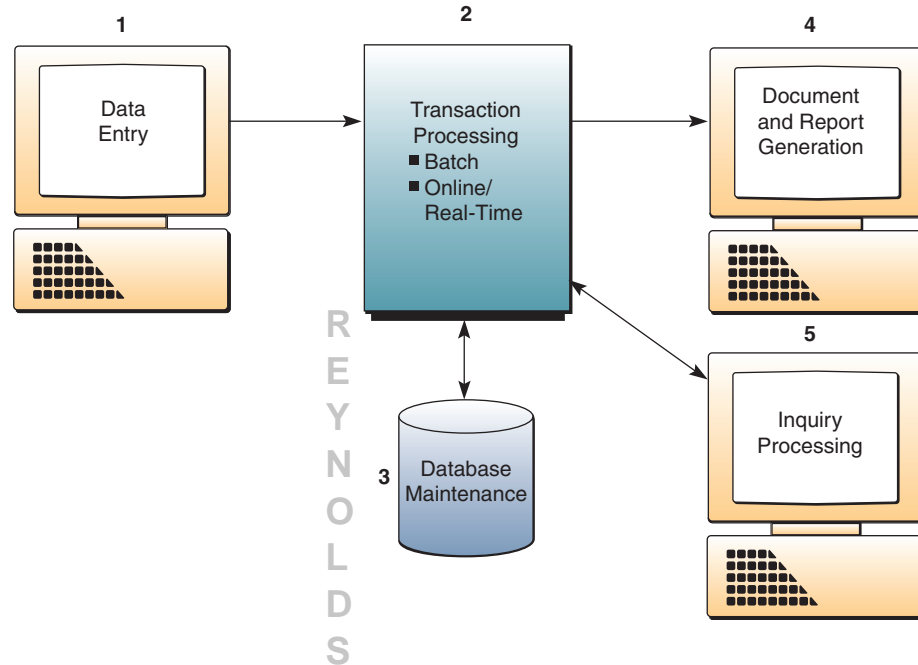 1
Data
Entry
2
Transaction
Processing
■ Batch
■ Online/
Real-Time
3
Database
Maintenance
4
Document
and Report
Generation
5
Inquiry
Processing
R
E
Y
N
O
L
D
S